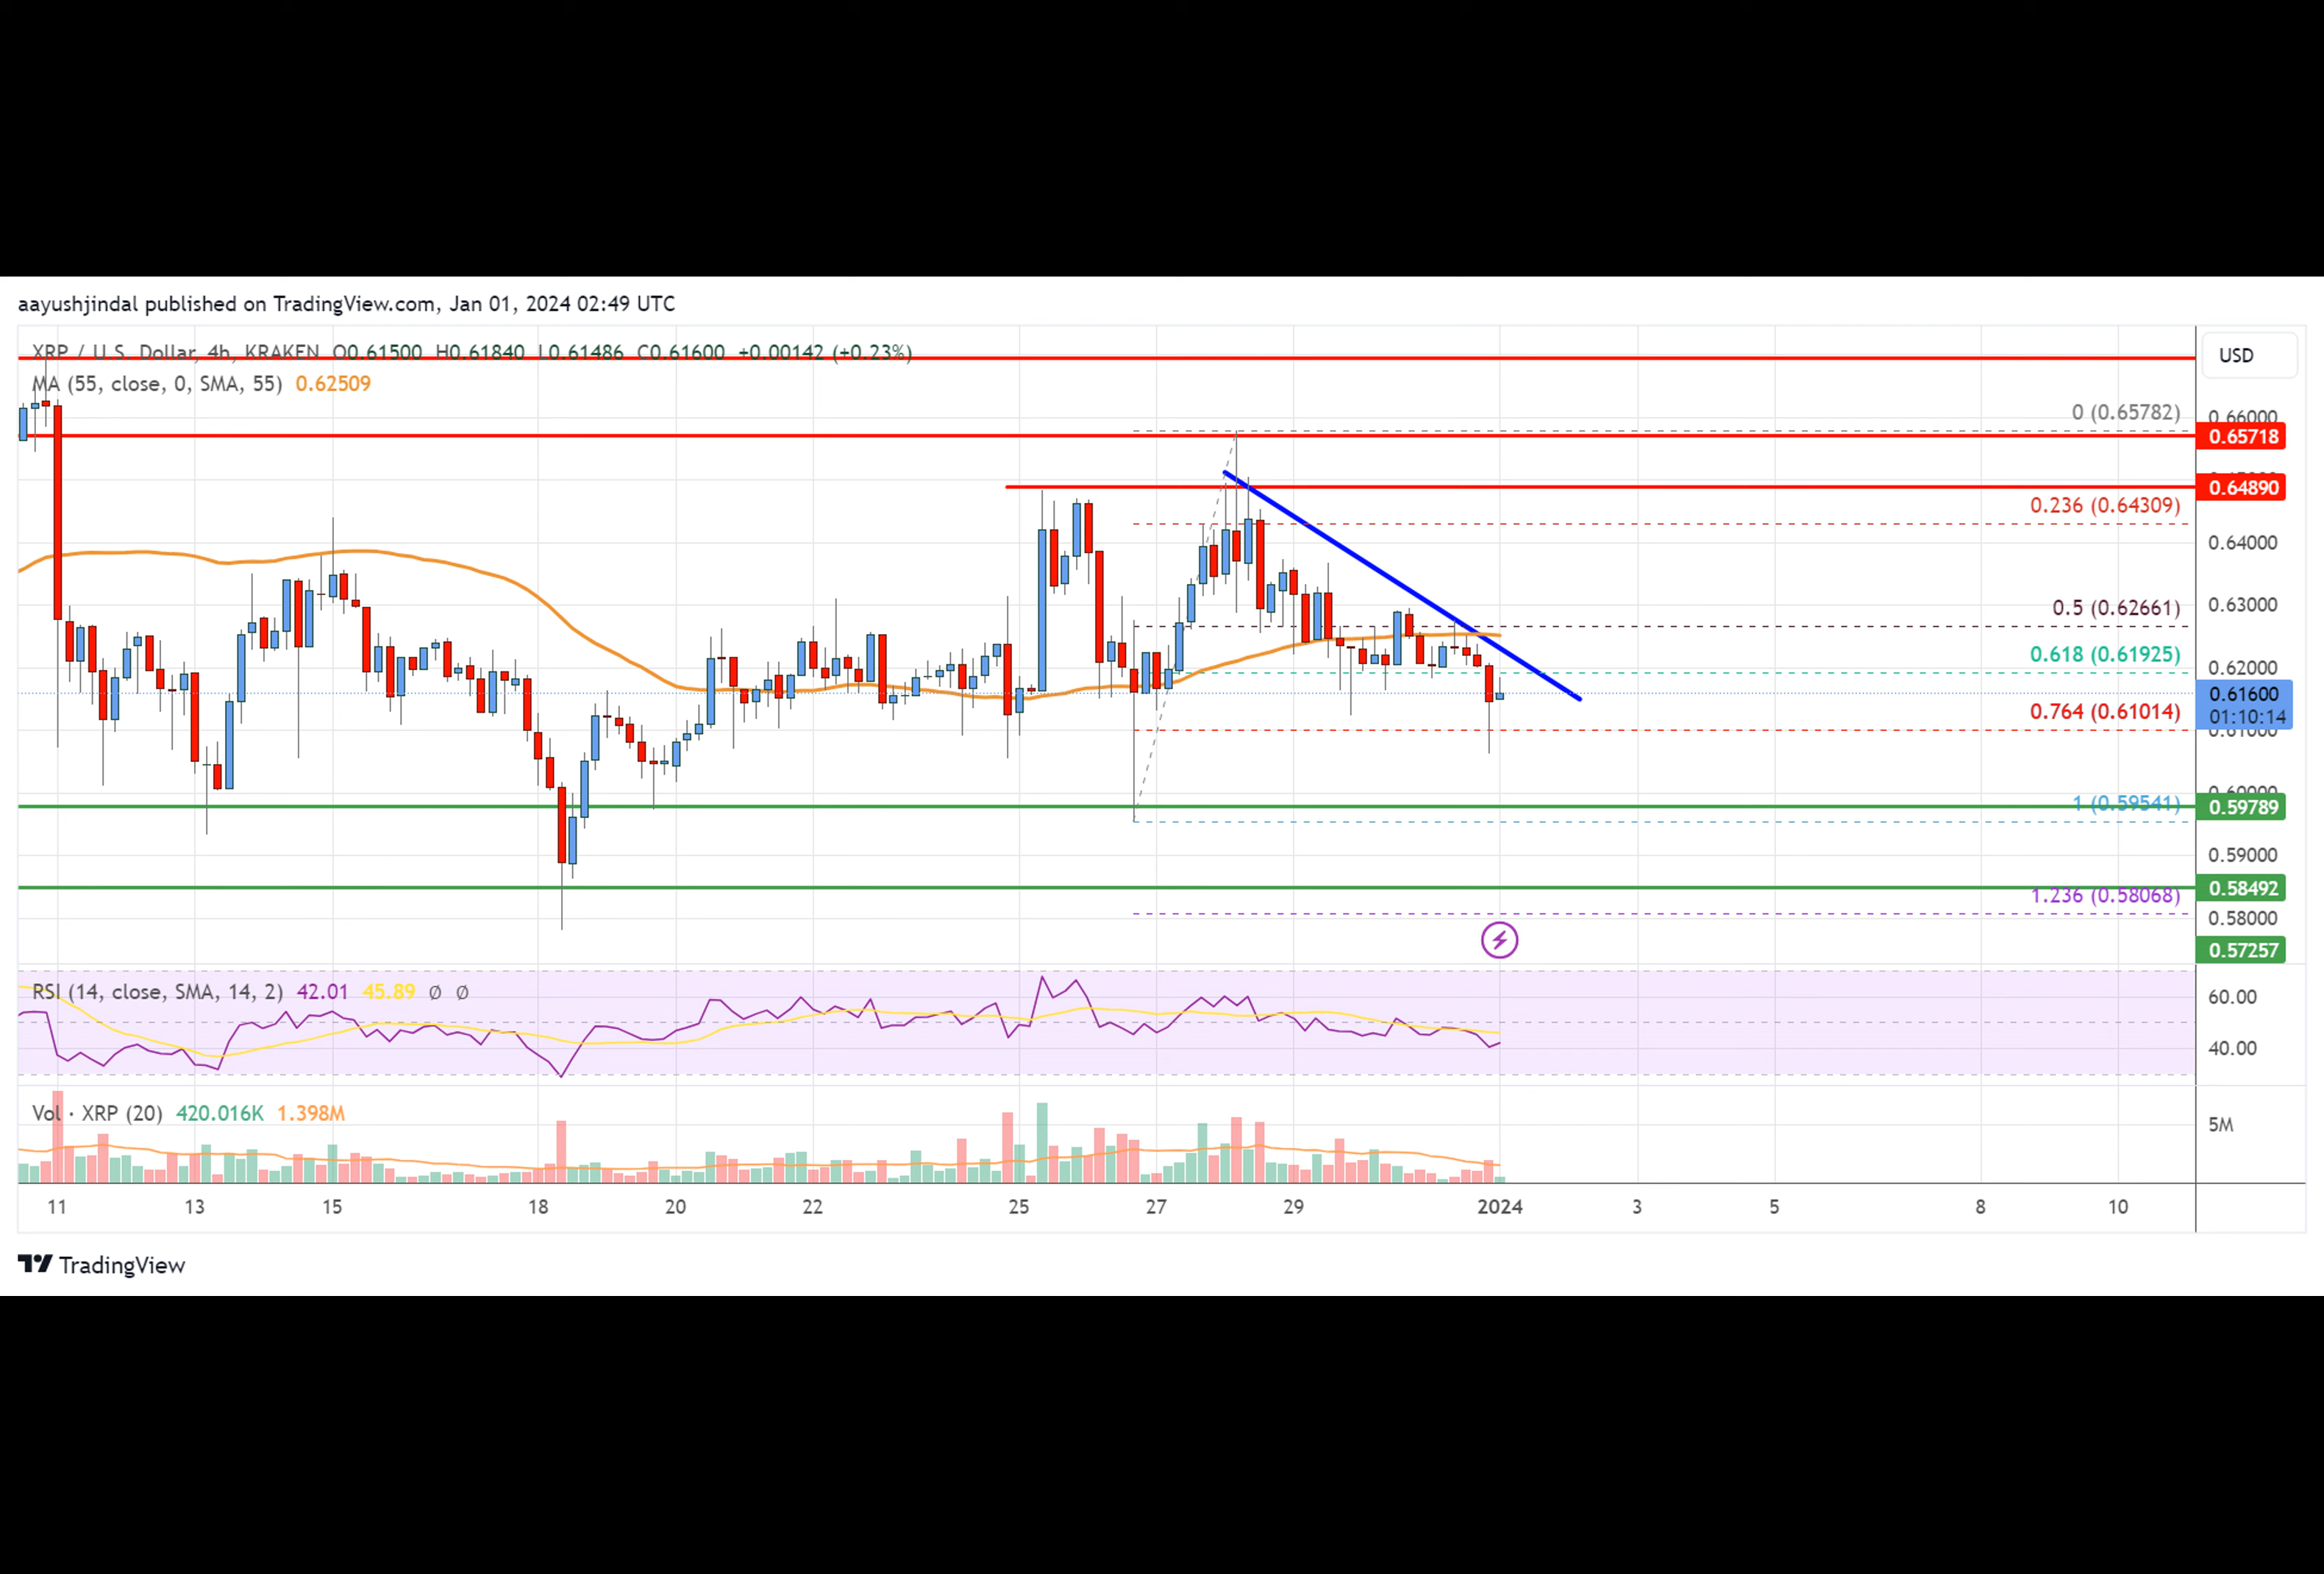 aayushjindal published on TradingView.com, Jan 01, 2024 02:49 UTC
XRP / U.S. Dollar, 4h, KRAKEN O0.61500 H0.61840 L0.61486 C0.61600 +0.00142 (+0.23%)
USD
MA (55, close, 0, SMA, 55) 0.62509
0 (0.65782)
0.66000
0.65718
0.64890
0.236 (0.64309)
0.64000
0.5 (0.62661)
0.63000
0.618 (0.61925)
0.62000
0.61600
0.764 (0.61014)
01:10:14
0.61000
0.60000
1 (0.59541)
0.59789
0.59000
0.58492
1.236 (0.58068)
0.58000
0.57257
RSI (14, close, SMA, 14, 2) 42.01 45.89 Ø Ø
60.00
40.00
Vol · XRP (20) 420.016K 1.398M
5M
11 13 15 18 20 22 25 27 29 2024 3 5 8 10
TradingView